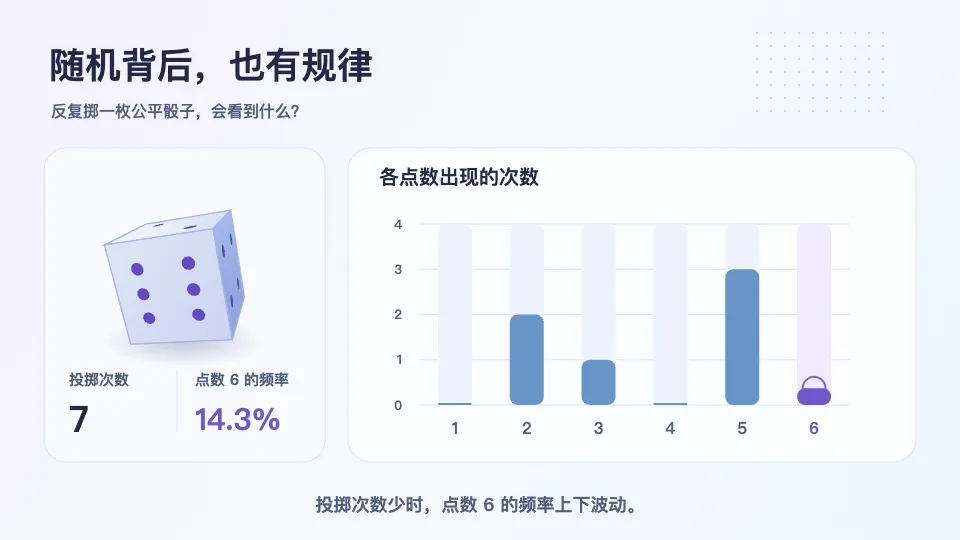 随机背后，也有规律
反复掷一枚公平骰子，会看到什么？
投掷次数
7
点数 6 的频率
14.3%
各点数出现的次数
4
3
2
1
0
1 2 3 4 5 6
投掷次数少时，点数 6 的频率上下波动。